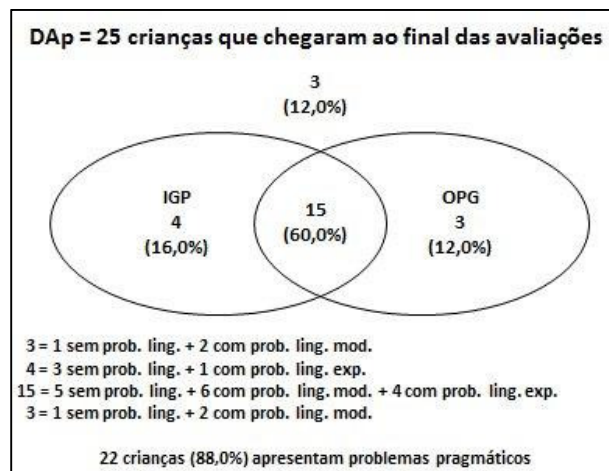 DAp = 25 crianças que chegaram ao final das avaliações
3
(12,0%)
IGP
4
(16,0%)
15
(60,0%)
OPG
3
(12,0%)
3 = 1 sem prob. ling. + 2 com prob. ling. mod.
4 = 3 sem prob. ling. + 1 com prob. ling. exp.
15 = 5 sem prob. ling. + 6 com prob. ling. mod. + 4 com prob. ling. exp.
3 = 1 sem prob. ling. + 2 com prob. ling. mod.
22 crianças (88,0%) apresentam problemas pragmáticos